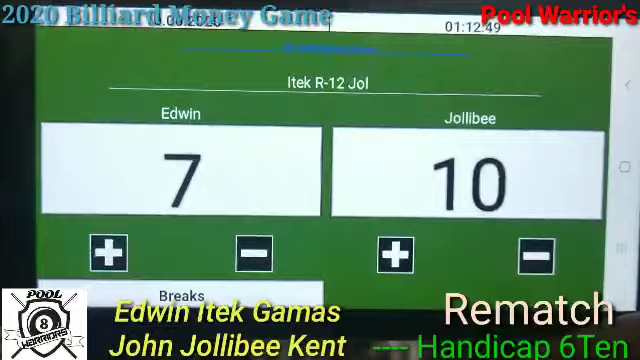 2020 Billiard Money Game
Pool Warrior's
01:12:49
Itek R-12 Jol
Edwin
Jollibee
7
10
Breaks
POOL
8
WARRIORS
Edwin Itek Gamas
John Jollibee Kent
Rematch
---- Handicap 6Ten